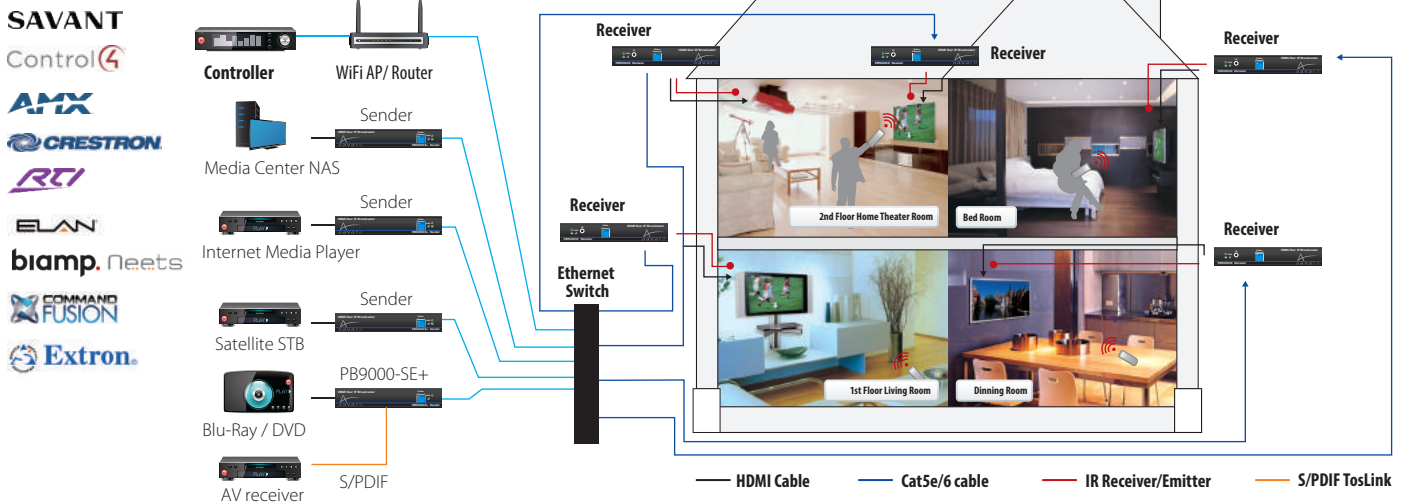 SAVANT
Control4
AMX
CRESTRON
RTI
ELAN
biamp. neets
COMMAND
FUSION
Extron
Controller
WiFi AP/ Router
Sender
Media Center NAS
Sender
Internet Media Player
Sender
Satellite STB
PB9000-SE+
Blu-Ray / DVD
AV receiver
S/PDIF
Ethernet
Switch
Receiver
Receiver
Receiver
Receiver
Receiver
2nd Floor Home Theater Room
Bed Room
1st Floor Living Room
Dinning Room
HDMI Cable
Cat5e/6 cable
IR Receiver/Emitter
S/PDIF TosLink